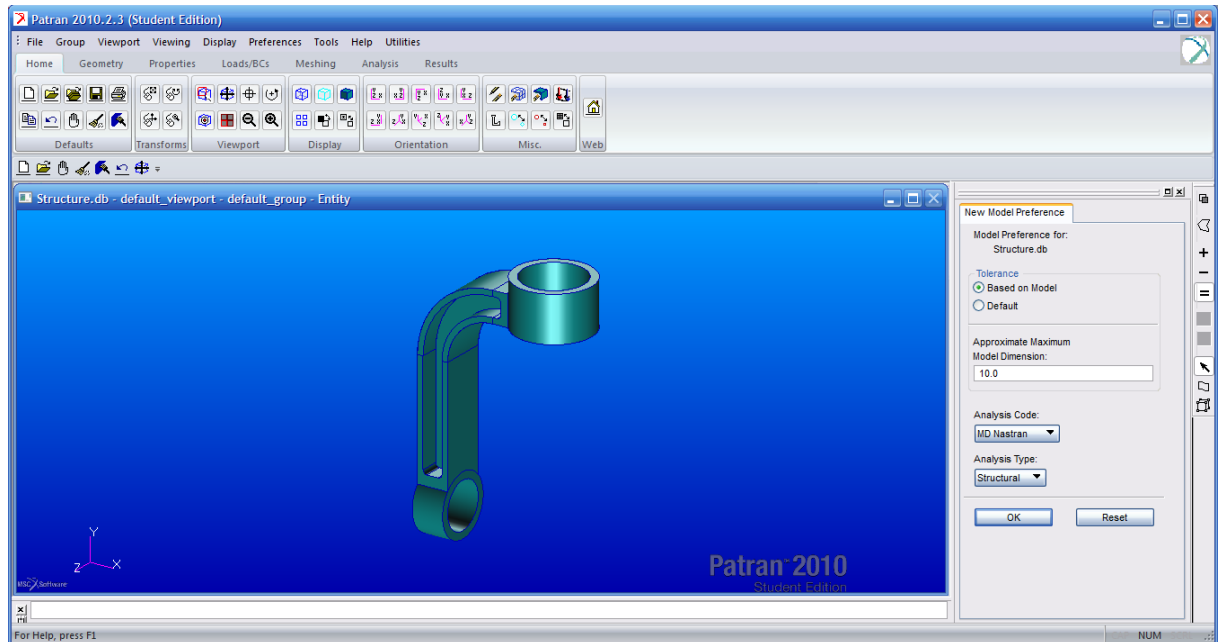 Patran 2010.2.3 (Student Edition)
File Group Viewport Viewing Display Preferences Tools Help Utilities
Home Geometry Properties Loads/BCs Meshing Analysis Results
Defaults Transforms Viewport Display Orientation Misc. Web
Structure.db - default_viewport - default_group - Entity
Y
X
Z
MSC Software
Patran 2010
Student Edition
New Model Preference
Model Preference for:
Structure.db
Tolerance
Based on Model
Default
Approximate Maximum
Model Dimension:
10.0
Analysis Code:
MD Nastran
Analysis Type:
Structural
OK Reset
For Help, press F1
NUM